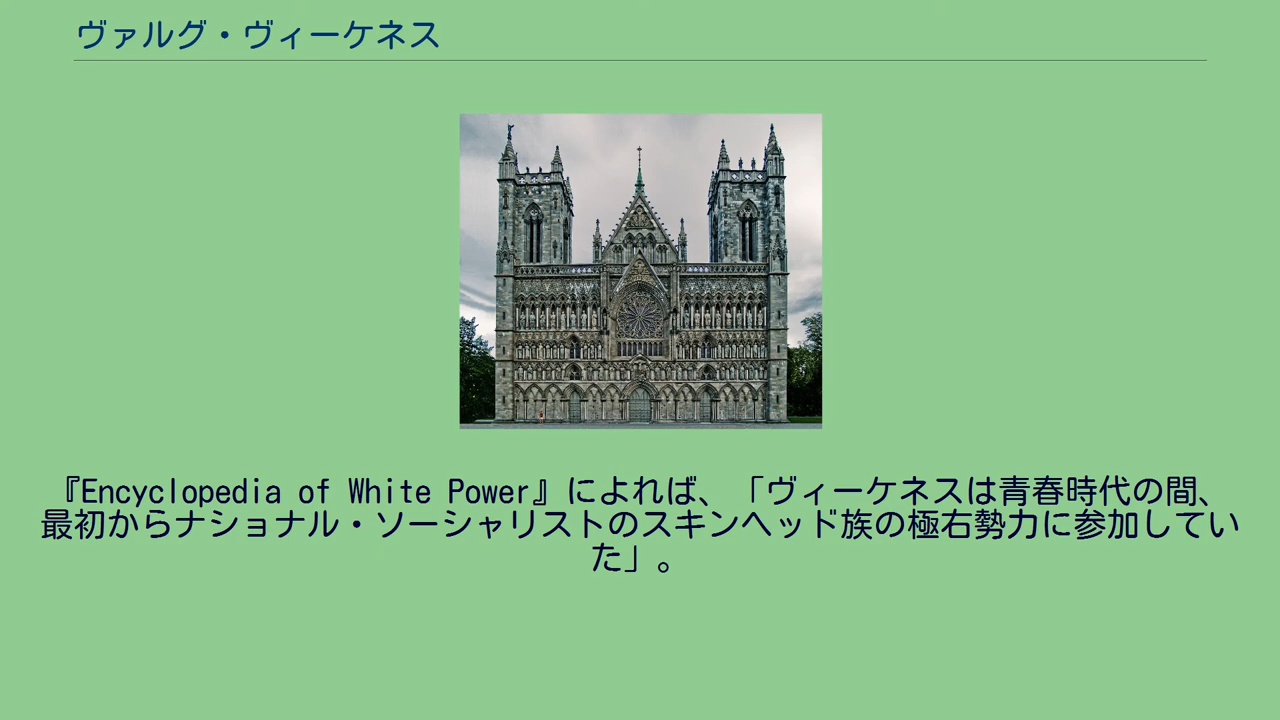 ヴァルグ・ヴィーケネス
『Encyclopedia of White Power』によれば、「ヴィーケネスは青春時代の間、
最初からナショナル・ソーシャリストのスキンヘッド族の極右勢力に参加してい
た」。